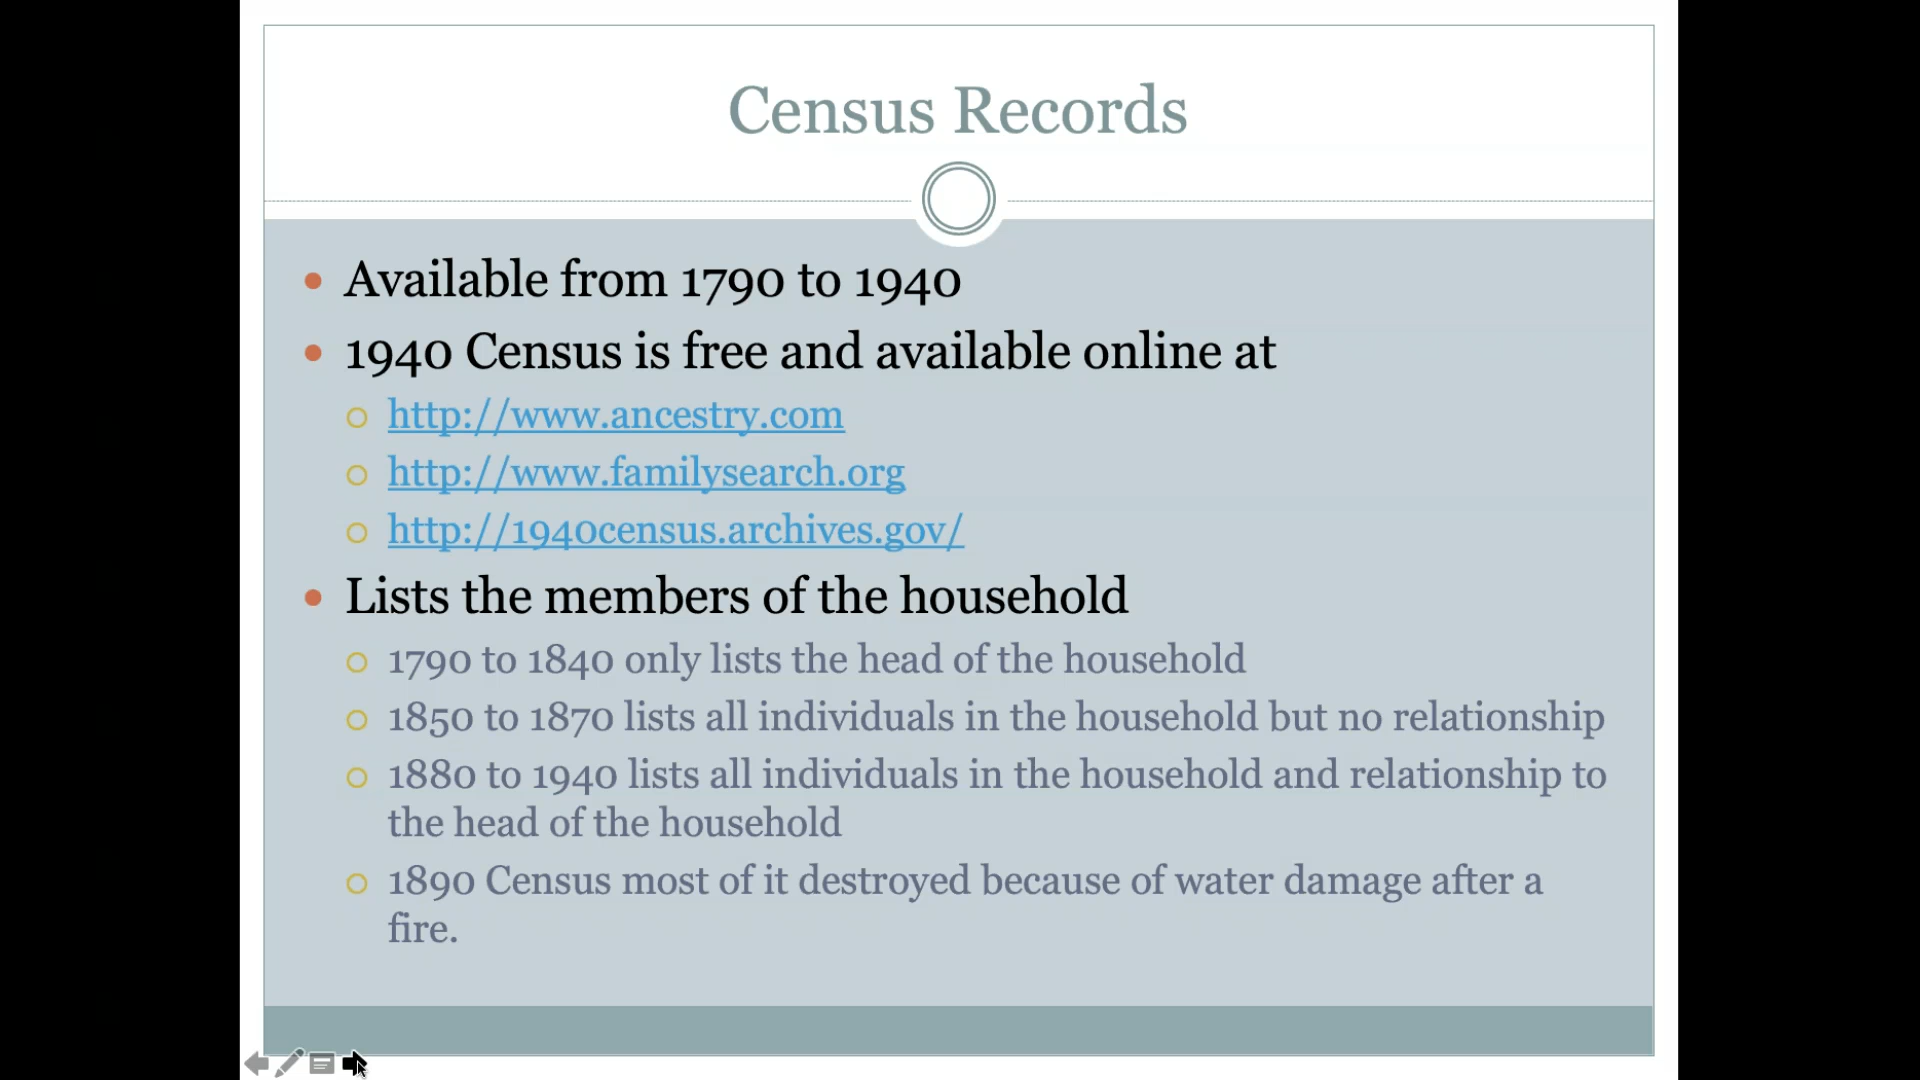 Census Records
Available from 1790 to 1940
1940 Census is free and available online at
http://www.ancestry.com
http://www.familysearch.org
http://1940census.archives.gov/
Lists the members of the household
1790 to 1840 only lists the head of the household
1850 to 1870 lists all individuals in the household but no relationship
1880 to 1940 lists all individuals in the household and relationship to
the head of the household
1890 Census most of it destroyed because of water damage after a
fire.